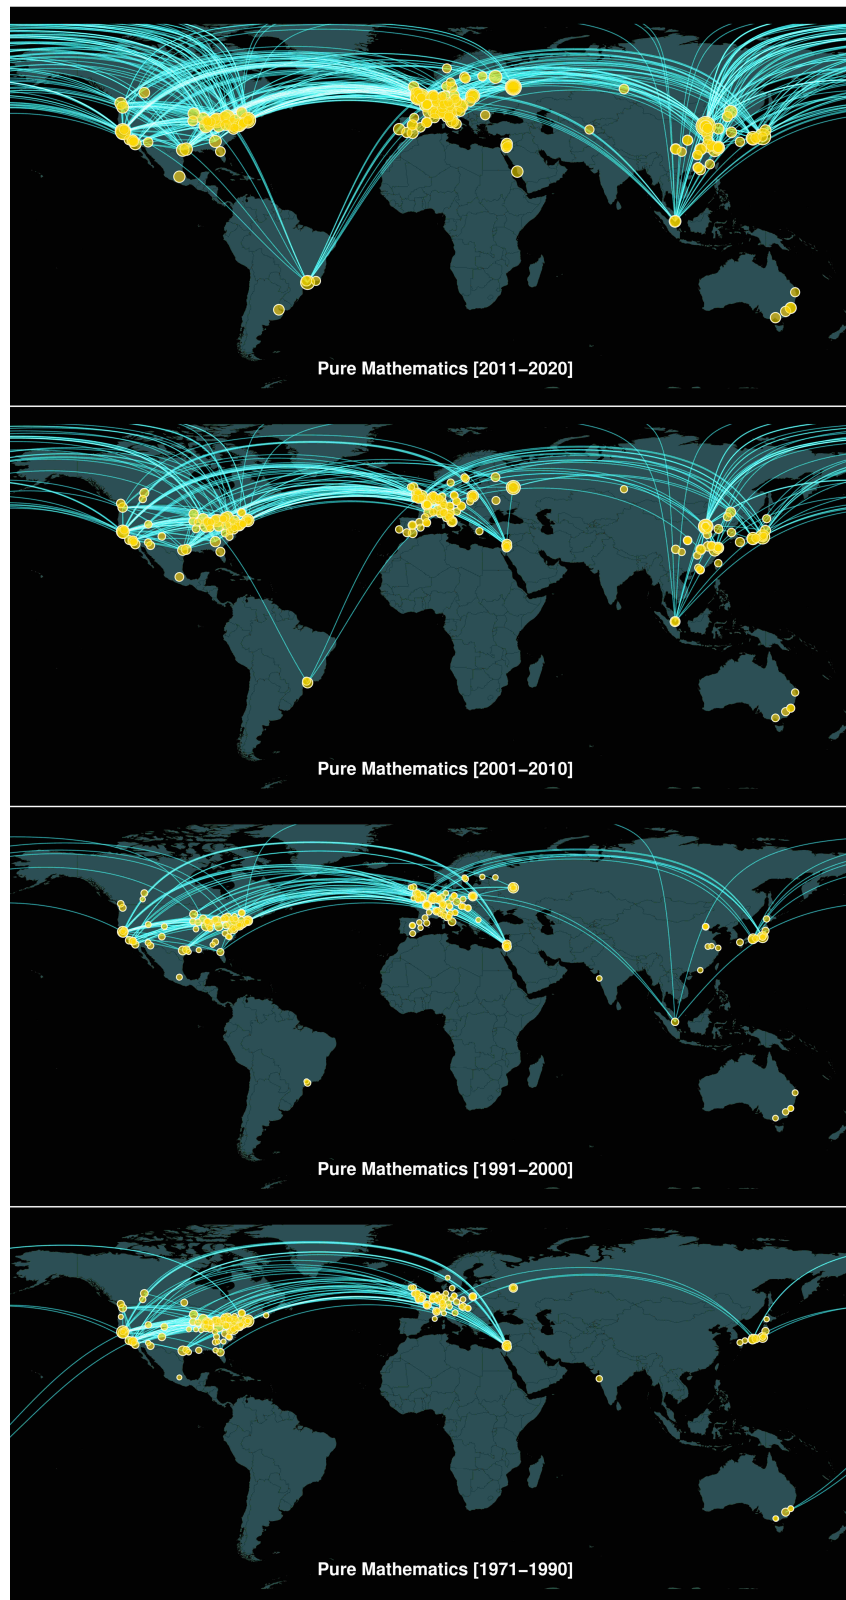 Pure Mathematics [2011−2020]
Pure Mathematics [2001−2010]
Pure Mathematics [1991−2000]
Pure Mathematics [1971−1990]